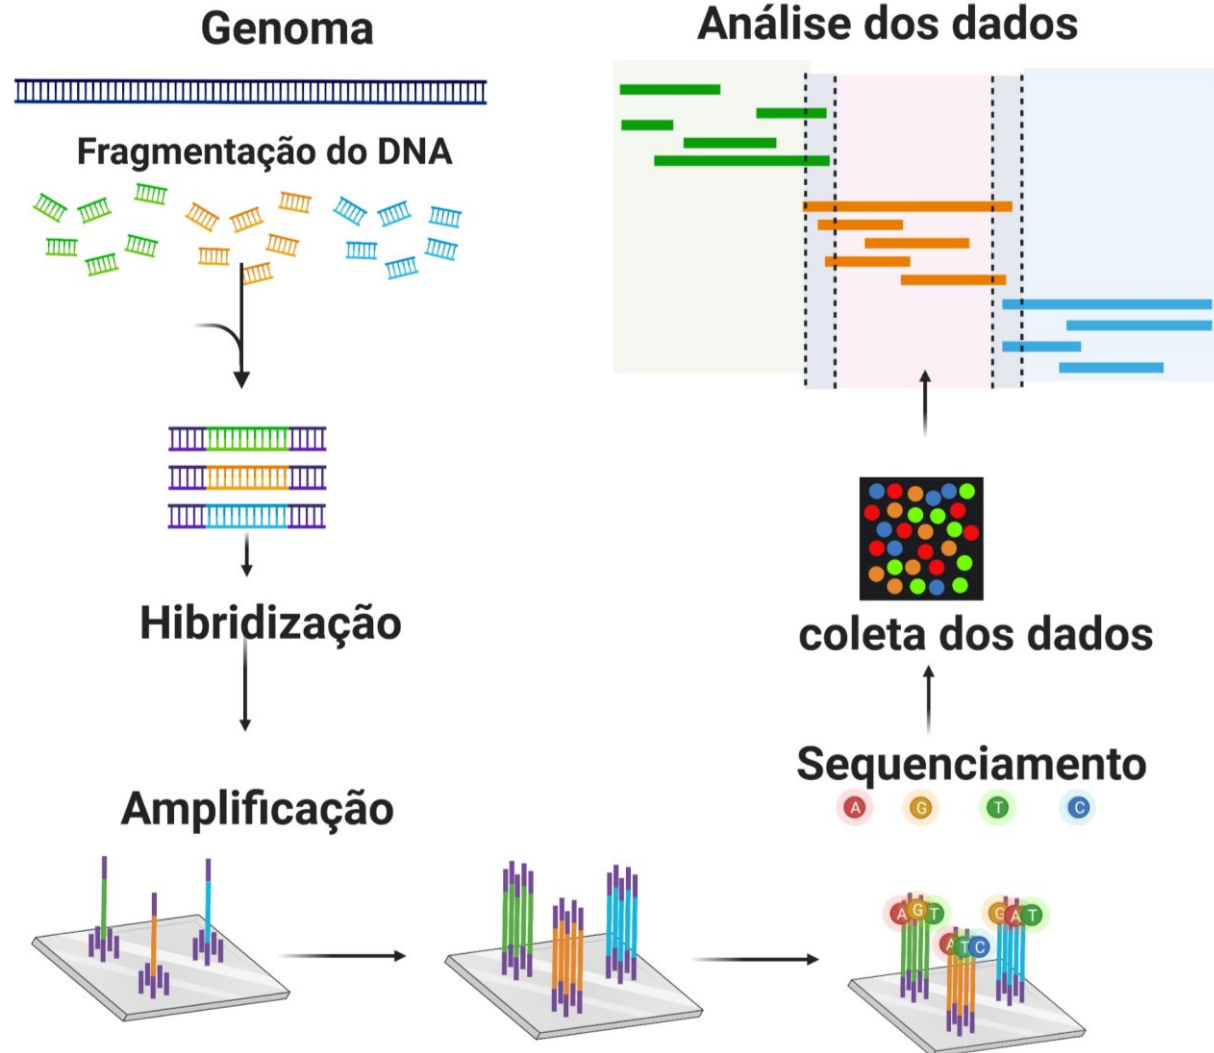 Genoma
Fragmentação do DNA
Hibridização
Amplificação
A G T
A T C
G A T
Sequenciamento
A G T C
coleta dos dados
Análise dos dados